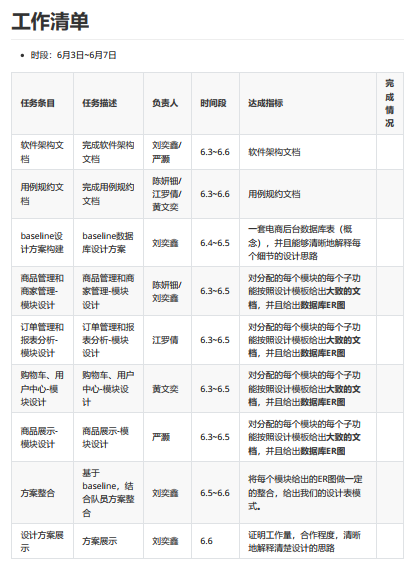 工作清单
时段：6月3日~6月7日
任务条目 任务描述 负责人 时间段 达成指标 完成情况
软件架构文档 完成软件架构文档 刘奕鑫/严灏 6.3~6.6 软件架构文档
用例规约文档 完成用例规约文档 陈妍钿/江罗倩/黄文奕 6.3~6.6 用例规约文档
baseline设计方案构建 baseline数据库设计方案 刘奕鑫 6.4~6.5 一套电商后台数据库表（概念），并且能够清晰地解释每个细节的设计思路
商品管理和商家管理-模块设计 商品管理和商家管理-模块设计 陈妍钿/刘奕鑫 6.3~6.5 对分配的每个模块的每个子功能按照设计模板给出大致的文档，并且给出数据库ER图
订单管理和报表分析-模块设计 订单管理和报表分析-模块设计 江罗倩 6.3~6.5 对分配的每个模块的每个子功能按照设计模板给出大致的文档，并且给出数据库ER图
购物车、用户中心-模块设计 购物车、用户中心-模块设计 黄文奕 6.3~6.5 对分配的每个模块的每个子功能按照设计模板给出大致的文档，并且给出数据库ER图
商品展示-模块设计 商品展示-模块设计 严灏 6.3~6.5 对分配的每个模块的每个子功能按照设计模板给出大致的文档，并且给出数据库ER图
方案整合 基于baseline，结合队员方案整合 刘奕鑫 6.5~6.6 将每个模块给出的ER图做一定的整合，给出我们的设计表模式。
设计方案展示 方案展示 刘奕鑫 6.6 证明工作量，合作程度，清晰地解释清楚设计的思路